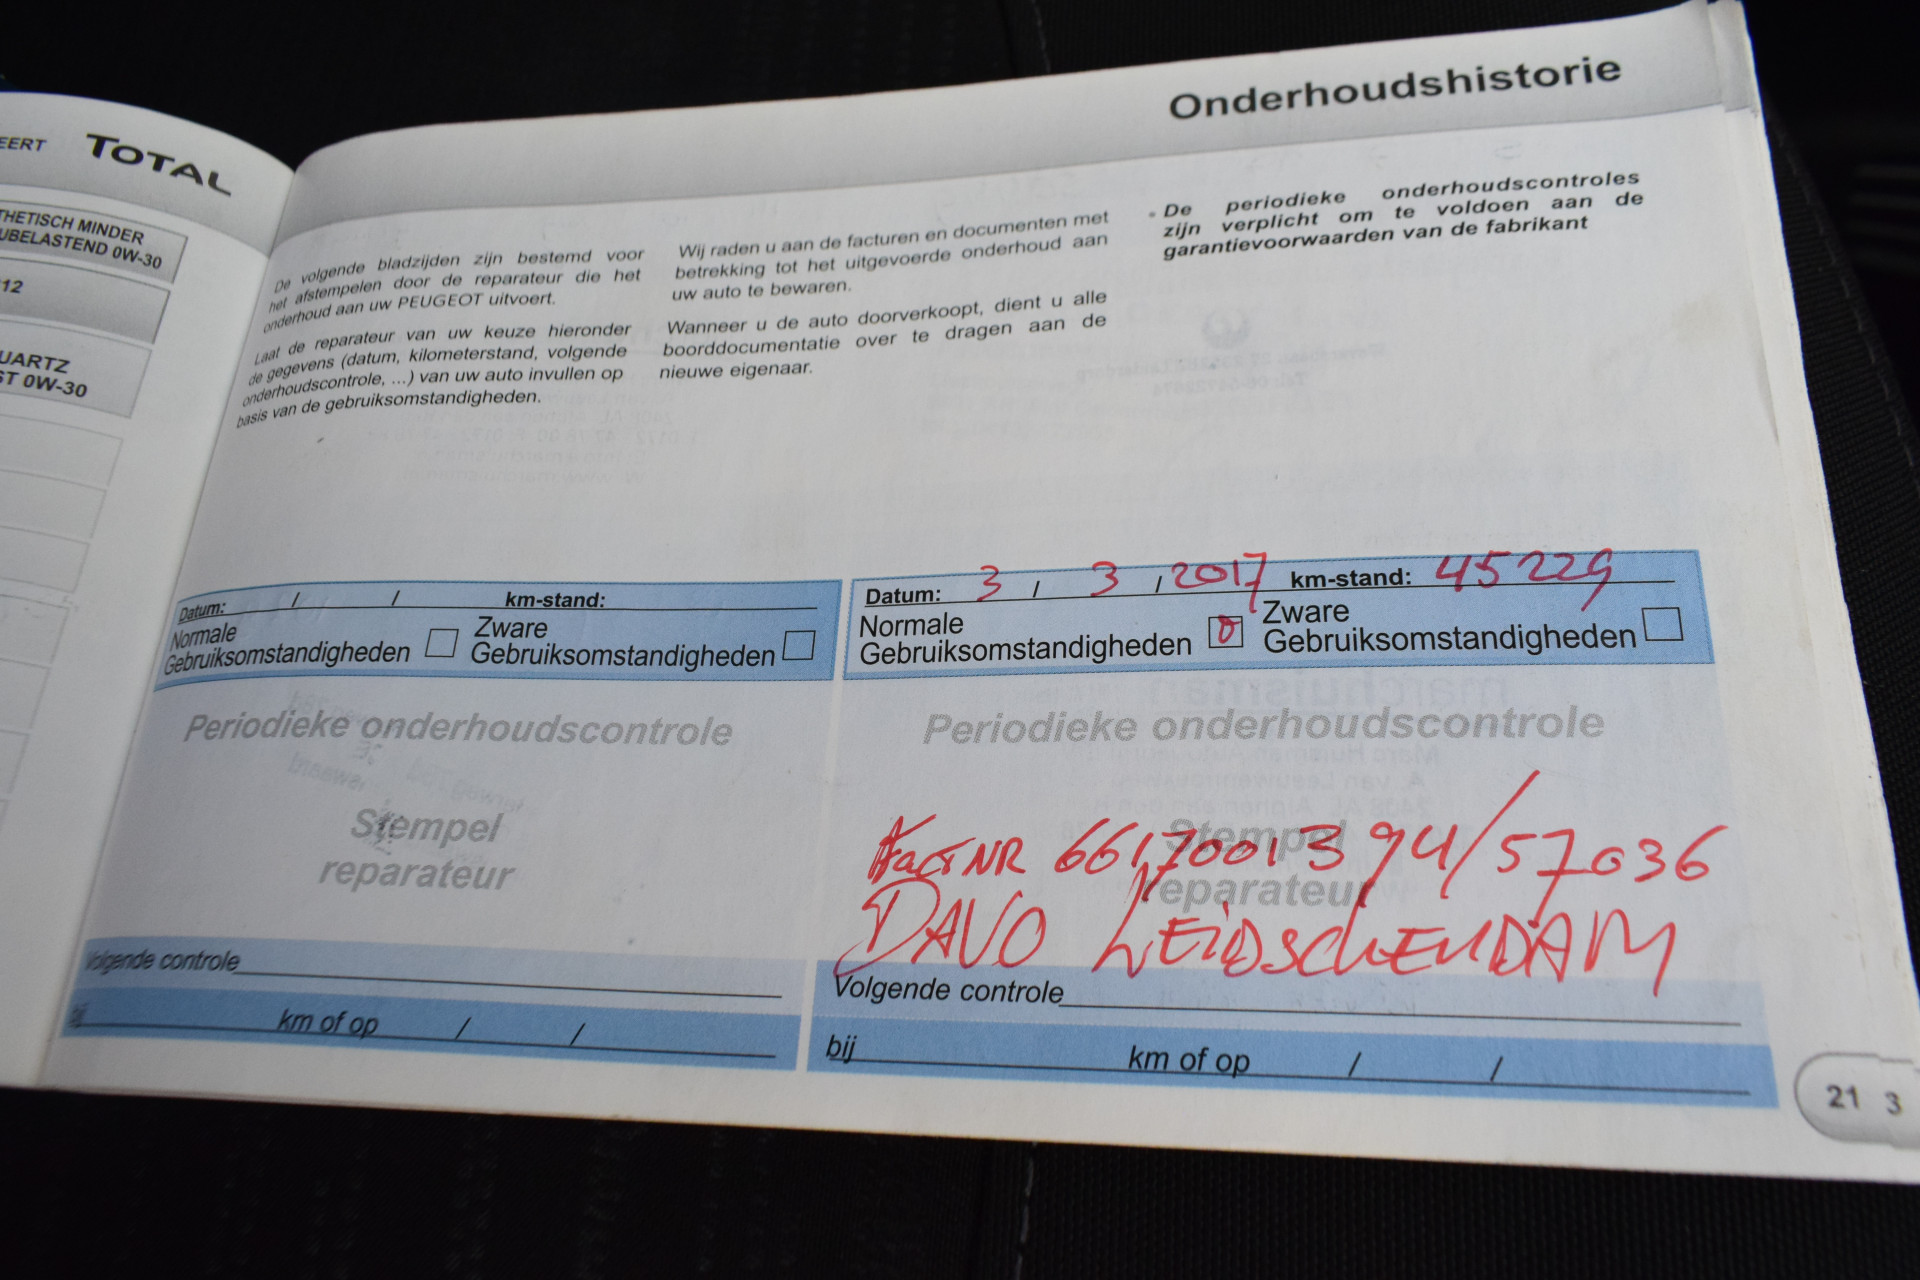 EERT TOTAL
THETISCH MINDER
UBELASTEND 0W-30
12
UARTZ
ST 0W-30
Onderhoudshistorie
De volgende bladzijden zijn bestemd voor
het afstempelen door de reparateur die het
onderhoud aan uw PEUGEOT uitvoert.
Laat de reparateur van uw keuze hieronder
de gegevens (datum, kilometerstand, volgende
onderhoudscontrole, ...) van uw auto invullen op
basis van de gebruiksomstandigheden.
Wij raden u aan de facturen en documenten met
betrekking tot het uitgevoerde onderhoud aan
uw auto te bewaren.
Wanneer u de auto doorverkoopt, dient u alle
boorddocumentatie over te dragen aan de
nieuwe eigenaar.
• De periodieke onderhoudscontroles
zijn verplicht om te voldoen aan de
garantievoorwaarden van de fabrikant
Datum: / / km-stand:
Normale
Gebruiksomstandigheden
Zware
Gebruiksomstandigheden
Periodieke onderhoudscontrole
Stempel
reparateur
Volgende controle
bij km of op / /
Datum: 3 / 3 / 2017 km-stand: 45229
Normale
Gebruiksomstandigheden
Zware
Gebruiksomstandigheden
Periodieke onderhoudscontrole
Stempel
reparateur
FactNR 6617001394/57036
DAVO LEIDSCHENDAM
Volgende controle
bij km of op / /
21 3